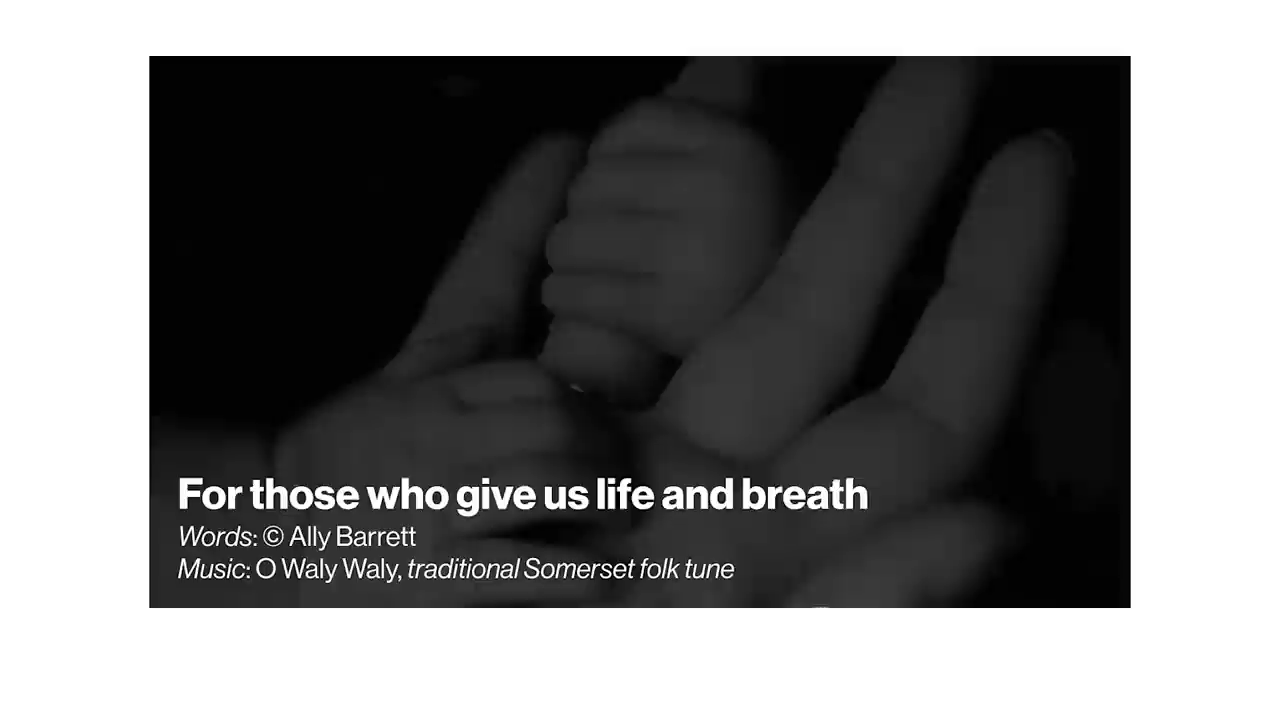 For those who give us life and breath
Words: © Ally Barrett
Music: O Waly Waly, traditional Somerset folk tune